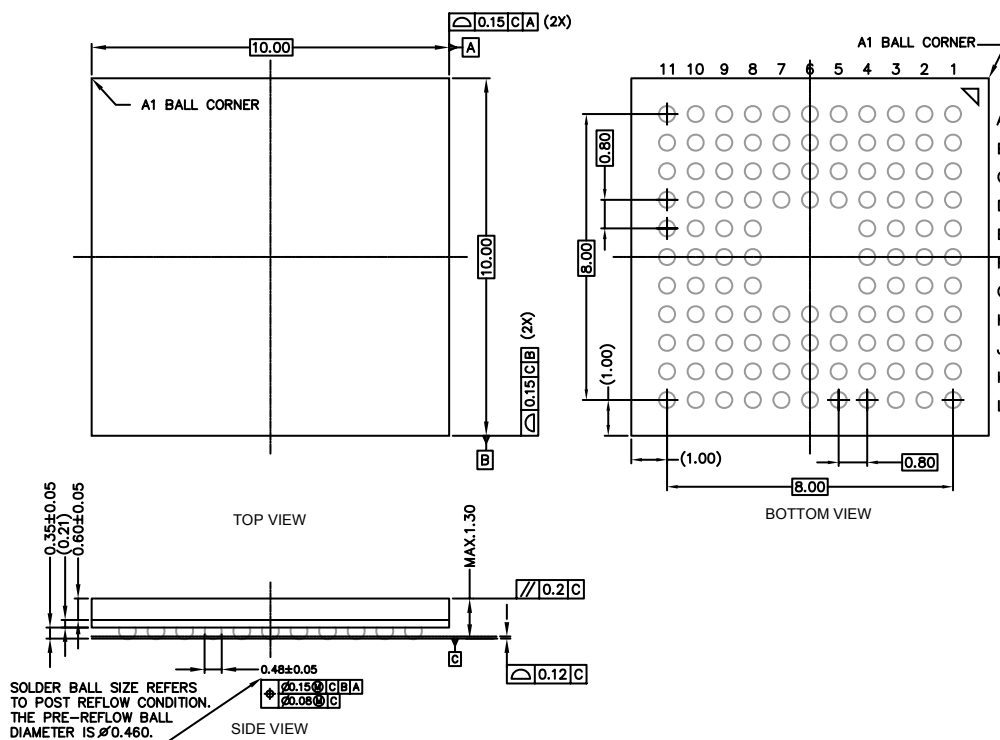 ⌓ 0.15 C A (2X)
10.00
A
A1 BALL CORNER
10.00
⌓ 0.15 C B (2X)
B
TOP VIEW
A1 BALL CORNER
11 10 9 8 7 6 5 4 3 2 1
A
0.80
8.00
(1.00)
J
(1.00)
0.80
8.00
BOTTOM VIEW
0.35±0.05
(0.21)
0.60±0.05
MAX.1.30
// 0.2 C
C
⌓ 0.12 C
0.48±0.05
⌖ Ø0.15Ⓜ C B A
Ø0.08Ⓜ C
SOLDER BALL SIZE REFERS
TO POST REFLOW CONDITION.
THE PRE-REFLOW BALL
DIAMETER IS Ø0.460.
SIDE VIEW